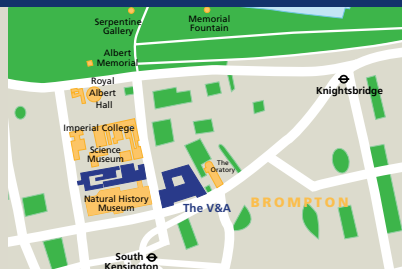 Serpentine
Gallery
Memorial
Fountain
Albert
Memorial
Royal
Albert
Hall
Knightsbridge
Imperial College
Science
Museum
The
Oratory
Natural History
Museum
The V&A
BROMPTON
South
Kensington